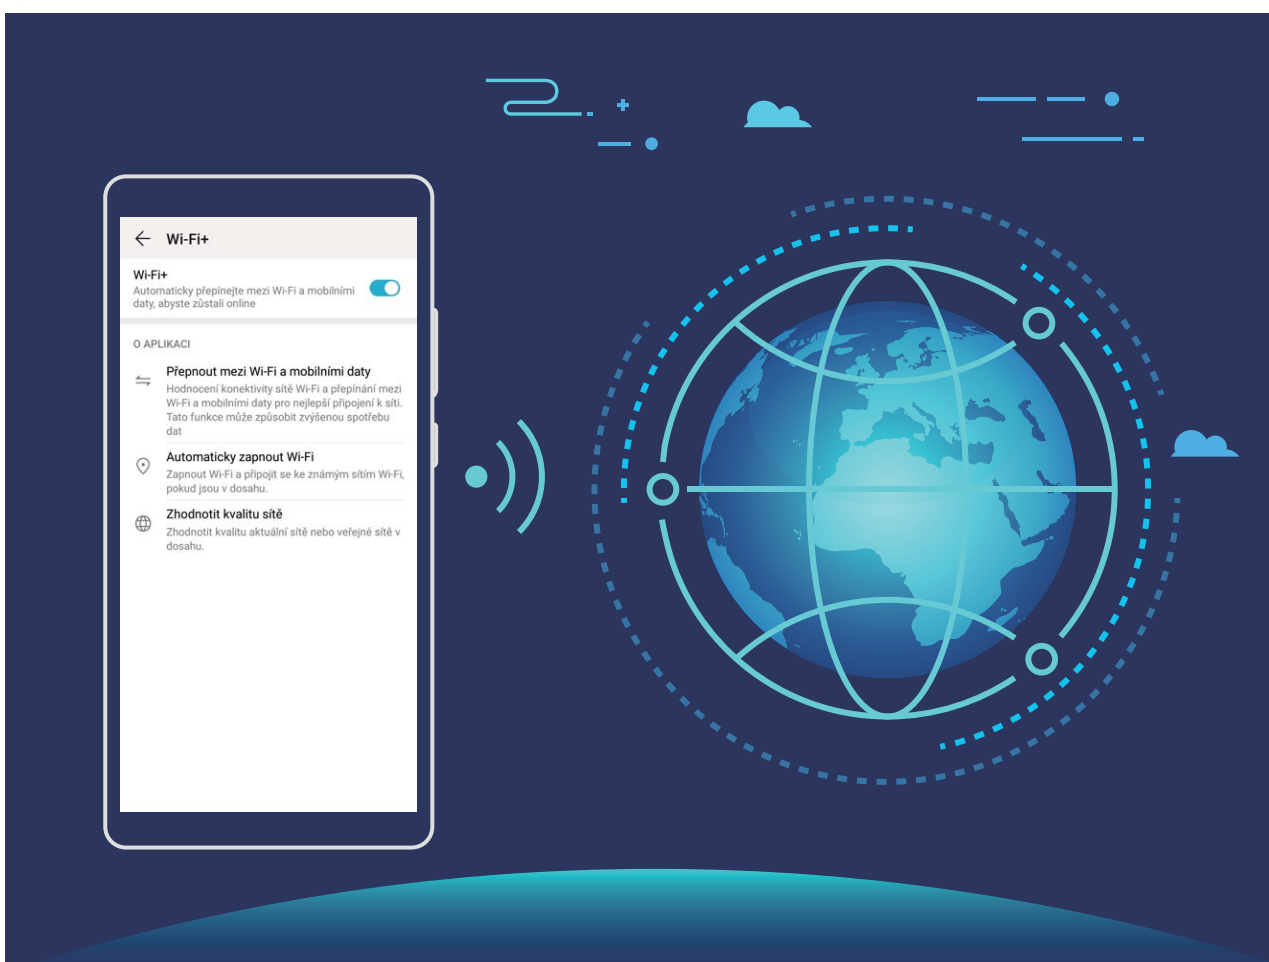 Wi-Fi+
Wi-Fi+
Automaticky přepínejte mezi Wi-Fi a mobilními
daty, abyste zůstali online
O APLIKACI
Přepnout mezi Wi-Fi a mobilními daty
Hodnocení konektivity sítě Wi-Fi a přepínání mezi
Wi-Fi a mobilními daty pro nejlepší připojení k síti.
Tato funkce může způsobit zvýšenou spotřebu
dat
Automaticky zapnout Wi-Fi
Zapnout Wi-Fi a připojit se ke známým sítím Wi-Fi,
pokud jsou v dosahu.
Zhodnotit kvalitu sítě
Zhodnotit kvalitu aktuální sítě nebo veřejné sítě v
dosahu.